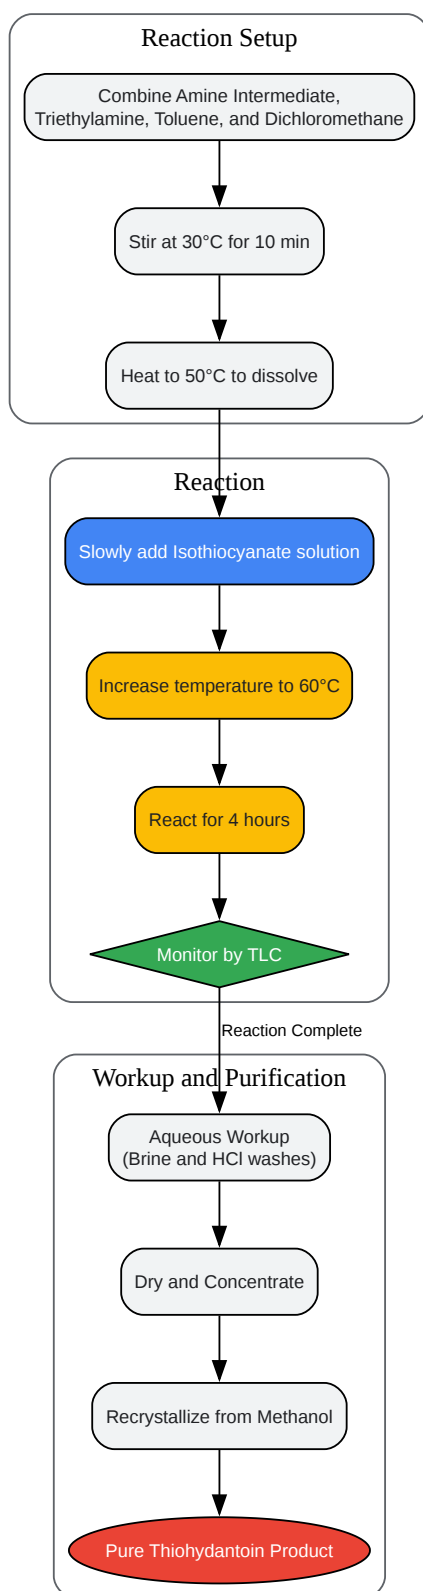 Reaction Setup
Combine Amine Intermediate,
Triethylamine, Toluene, and Dichloromethane
Stir at 30°C for 10 min
Heat to 50°C to dissolve
Reaction
Slowly add Isothiocyanate solution
Increase temperature to 60°C
React for 4 hours
Monitor by TLC
Reaction Complete
Workup and Purification
Aqueous Workup
(Brine and HCl washes)
Dry and Concentrate
Recrystallize from Methanol
Pure Thiohydantoin Product